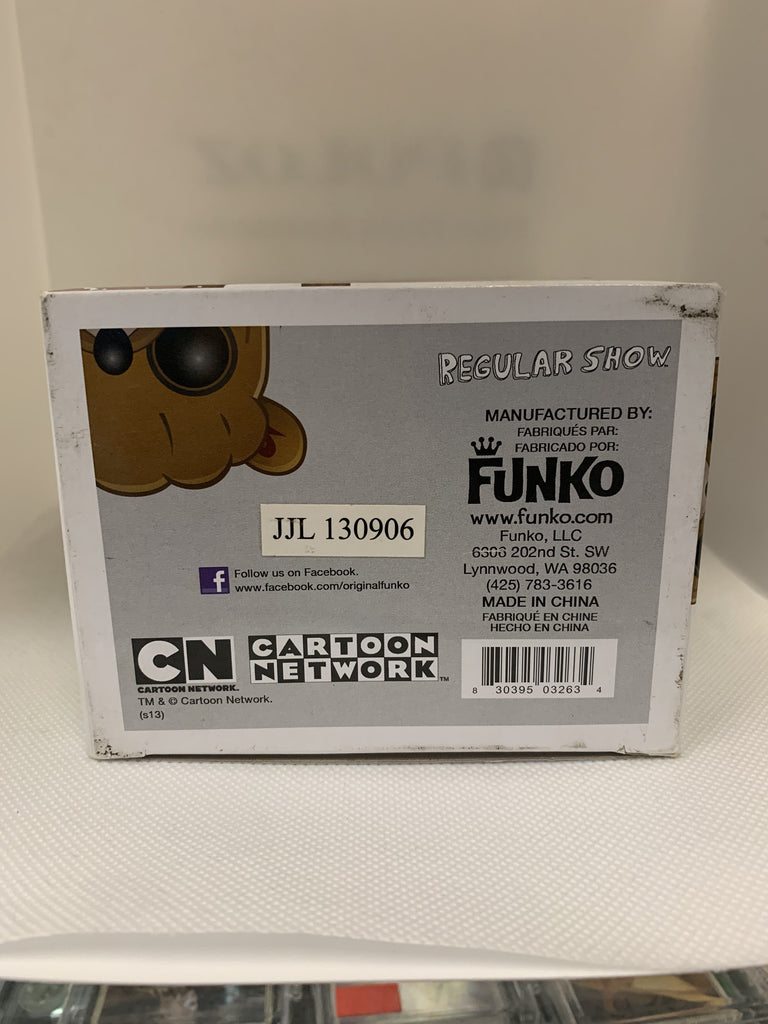 REGULAR SHOW
MANUFACTURED BY:
FABRIQUÉS PAR:
FABRICADO POR:
FUNKO
www.funko.com
Funko, LLC
202nd St. SW
Lynnwood, WA 98036
(425) 783-3616
MADE IN CHINA
FABRIQUÉ EN CHINE
HECHO EN CHINA
JJL 130906
f
Follow us on Facebook.
www.facebook.com/originalfunko
CN
CARTOON NETWORK.
CARTOON
NETWORK™
TM & © Cartoon Network.
(s13)
8 30395 03263 4